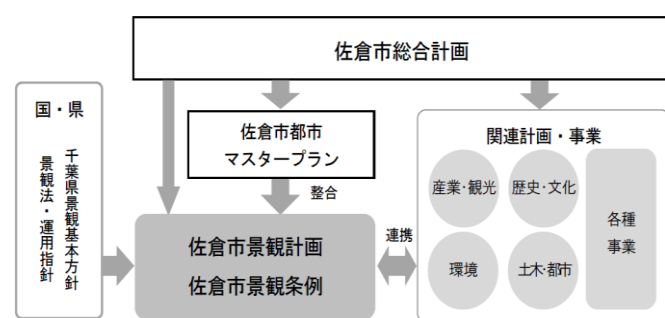 佐倉市総合計画
国・県
千葉県景観基本方針
景観法・運用指針
佐倉市都市
マスタープラン
整合
佐倉市景観計画
佐倉市景観条例
連携
関連計画・事業
産業・観光
歴史・文化
環境
土木・都市
各種
事業